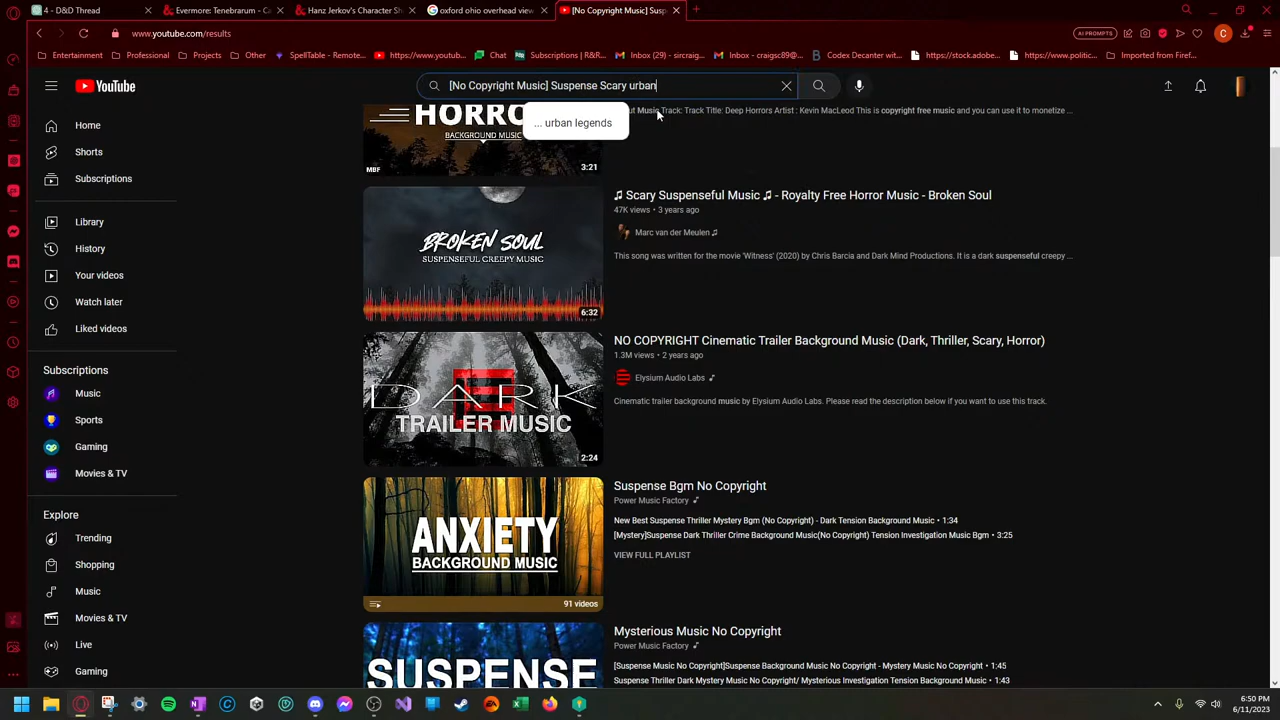 4 - D&D Thread
Evermore: Tenebrarum - Ca
Hanz Jerkov's Character Sh
oxford ohio overhead view
[No Copyright Music] Susp
www.youtube.com/results
AI PROMPTS
C
Entertainment
Professional
Projects
Other
SpellTable - Remote...
https://www.youtub...
Chat
Subscriptions | R&R...
Inbox (29) - sircraig...
Inbox - craigsc89@...
Codex Decanter wit...
https://stock.adobe...
https://www.politic...
Imported from Firef...
YouTube
[No Copyright Music] Suspense Scary urban
... urban legends
Home
Shorts
Subscriptions
Library
History
Your videos
Watch later
Liked videos
Subscriptions
Music
Sports
Gaming
Movies & TV
Explore
Trending
Shopping
Music
Movies & TV
Live
Gaming
BACKGROUND MUSIC
MBF
3:21
Music Track: Track Title: Deep Horrors Artist : Kevin MacLeod This is copyright free music and you can use it to monetize ...
BROKEN SOUL
SUSPENSEFUL CREEPY MUSIC
6:32
♫ Scary Suspenseful Music ♫ - Royalty Free Horror Music - Broken Soul
47K views • 3 years ago
Marc van der Meulen
This song was written for the movie 'Witness' (2020) by Chris Barcia and Dark Mind Productions. It is a dark suspenseful creepy ...
DARK
TRAILER MUSIC
2:24
NO COPYRIGHT Cinematic Trailer Background Music (Dark, Thriller, Scary, Horror)
1.3M views • 2 years ago
Elysium Audio Labs
Cinematic trailer background music by Elysium Audio Labs. Please read the description below if you want to use this track.
ANXIETY
BACKGROUND MUSIC
91 videos
Suspense Bgm No Copyright
Power Music Factory
New Best Suspense Thriller Mystery Bgm (No Copyright) - Dark Tension Background Music • 1:34
[Mystery]Suspense Dark Thriller Crime Background Music(No Copyright) Tension Investigation Music Bgm • 3:25
VIEW FULL PLAYLIST
SUSPENSE
Mysterious Music No Copyright
Power Music Factory
[Suspense Music No Copyright]Suspense Background Music No Copyright - Mystery Music No Copyright • 1:45
Suspense Thriller Dark Mystery Music No Copyright/ Mysterious Investigation Tension Background Music • 1:43
6:50 PM
6/11/2023